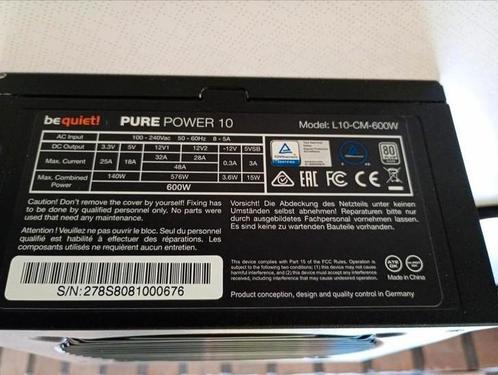 be quiet! PURE POWER 10 Model: L10-CM-600W
AC Input 100 - 240Vac 50 - 60Hz 8 - 5A
DC Output 3.3V 5V 12V1 12V2 -12V 5VSB
Max. Current 25A 18A 32A 28A 0,3A 3A
48A
Max. Combined Power 140W 576W 3.6W 15W
600W
Caution! Don't remove the cover by yourself! Fixing has
to be done by qualified personnel only. No parts were
used that might need maintenance.
Attention ! Veuillez ne pas ouvrir le bloc. Seul du personnel
qualifié est habilité à effectuer des réparations. Les
composants utilisés ne requièrent aucun entretien.
Vorsicht! Die Abdeckung des Netzteils unter keinen
Umständen selbst abnehmen. Reparaturen bitte nur
durch ausgebildetes Fachpersonal vornehmen lassen.
Es sind keine wartbaren Bauteile vorhanden.
80
EAC CE
This device complies with Part 15 of the FCC Rules. Operation is
subject to the following two conditions: (1) this device may not cause
harmful interference, and (2) this device must accept any interference
received, including interference that may cause undesired operation.
Made in China
Product conception, design and quality control in Germany
S/N: 278S8081000676